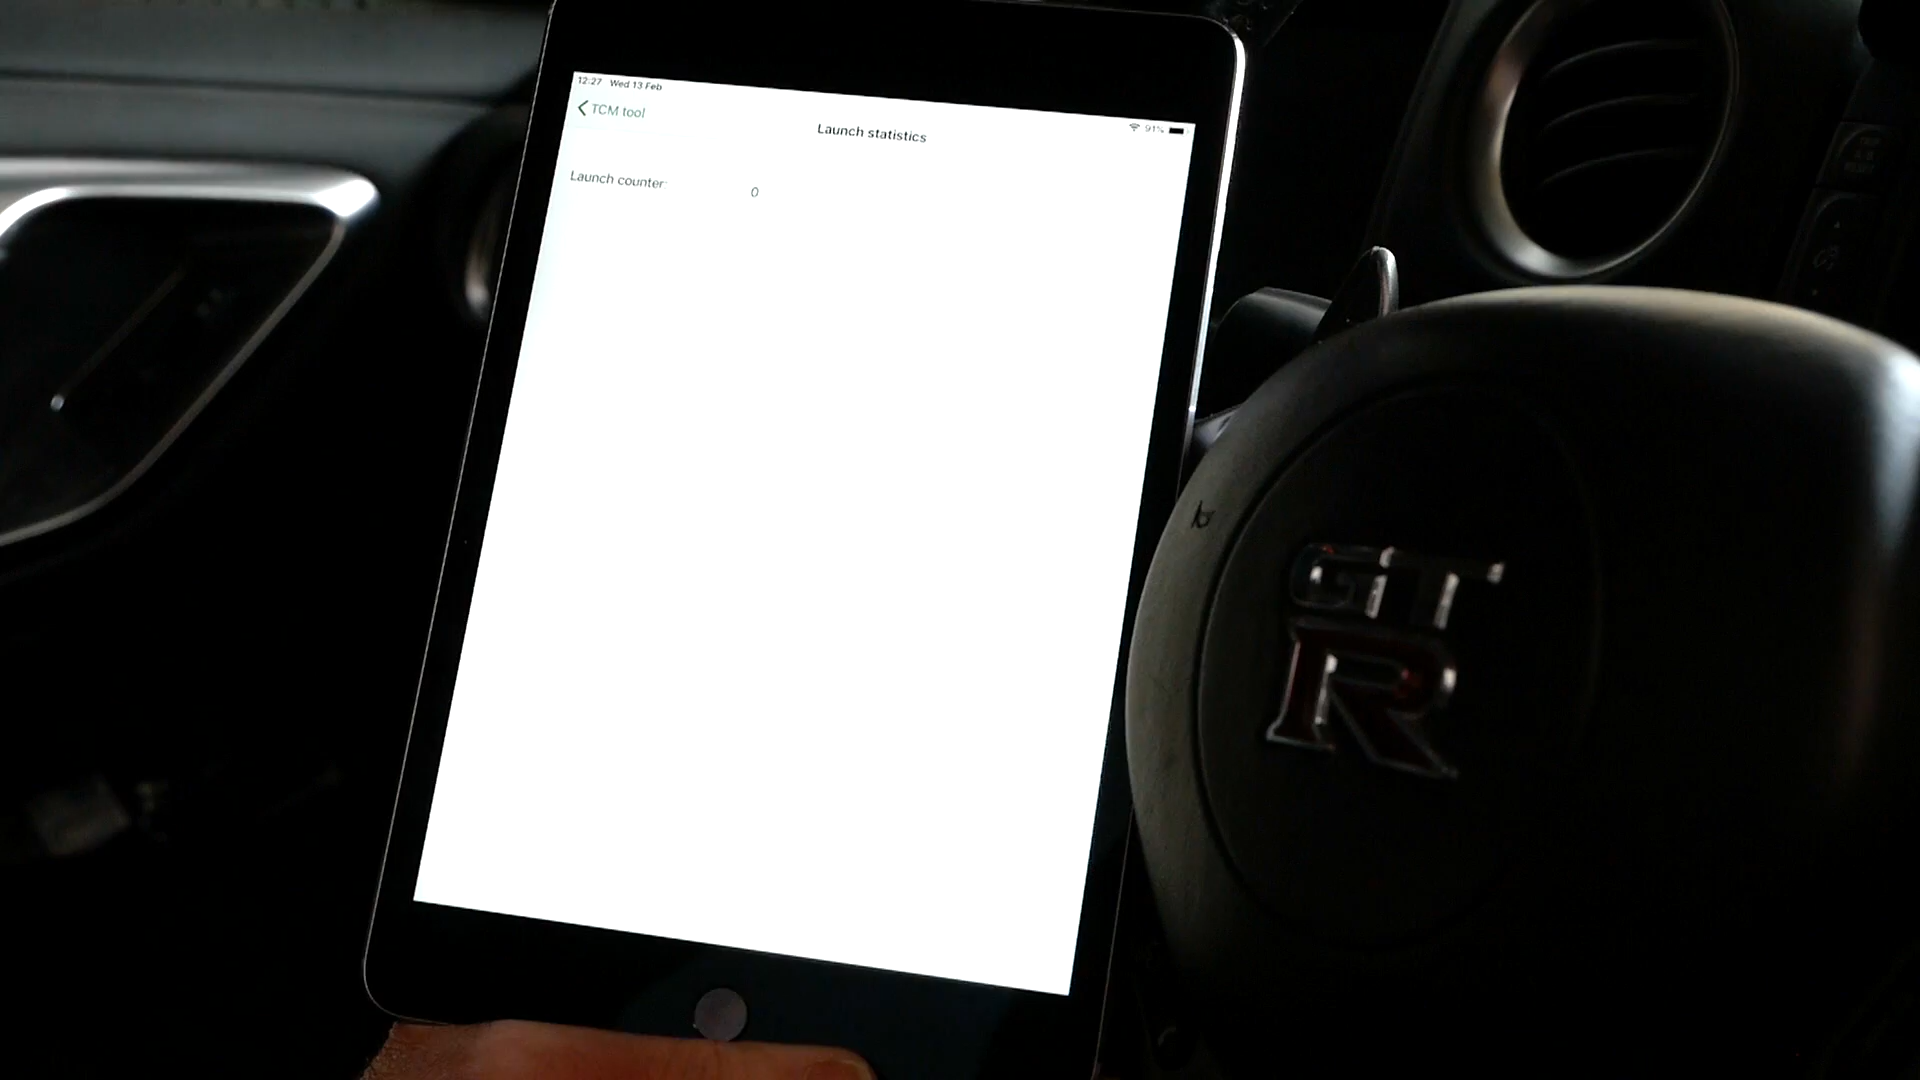 12:27 Wed 13 Feb
91%
TCM tool
Launch statistics
Launch counter: 0
GT
R